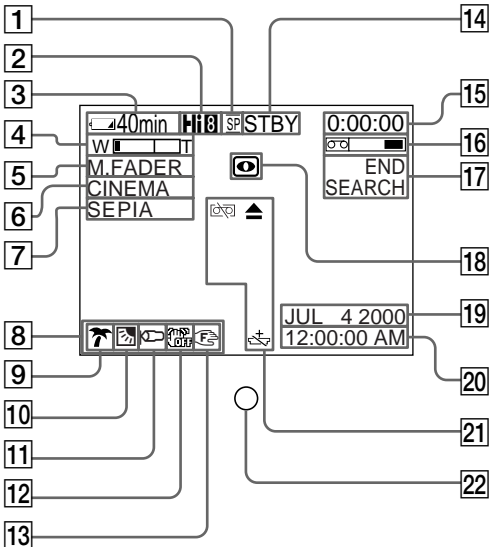 1
2
3
4
5
6
7
8
9
10
11
12
13
14
15
16
17
18
19
20
21
22
40min Hi8 SP STBY 0:00:00
W T
M.FADER
CINEMA
SEPIA
END
SEARCH
OFF F
JUL 4 2000
12:00:00 AM